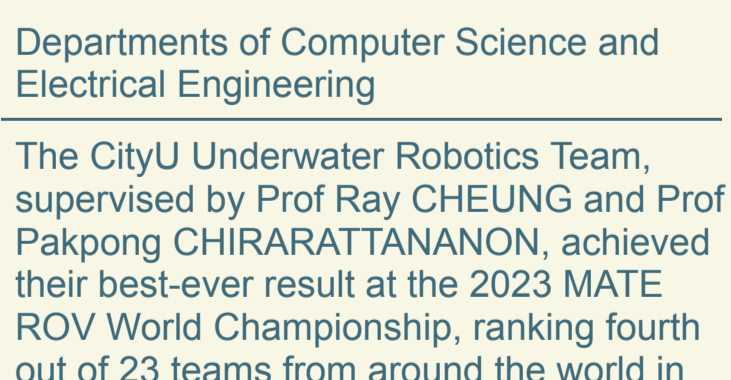 Departments of Computer Science and
Electrical Engineering
The CityU Underwater Robotics Team,
supervised by Prof Ray CHEUNG and Prof
Pakpong CHIRARATTANANON, achieved
their best-ever result at the 2023 MATE
ROV World Championship, ranking fourth
out of 23 teams from around the world in